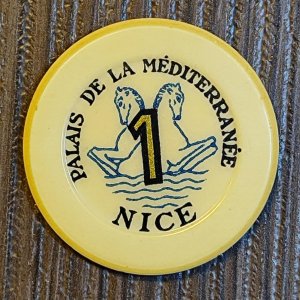 PALAIS DE LA MÉDITERRANÉE
1
NICE